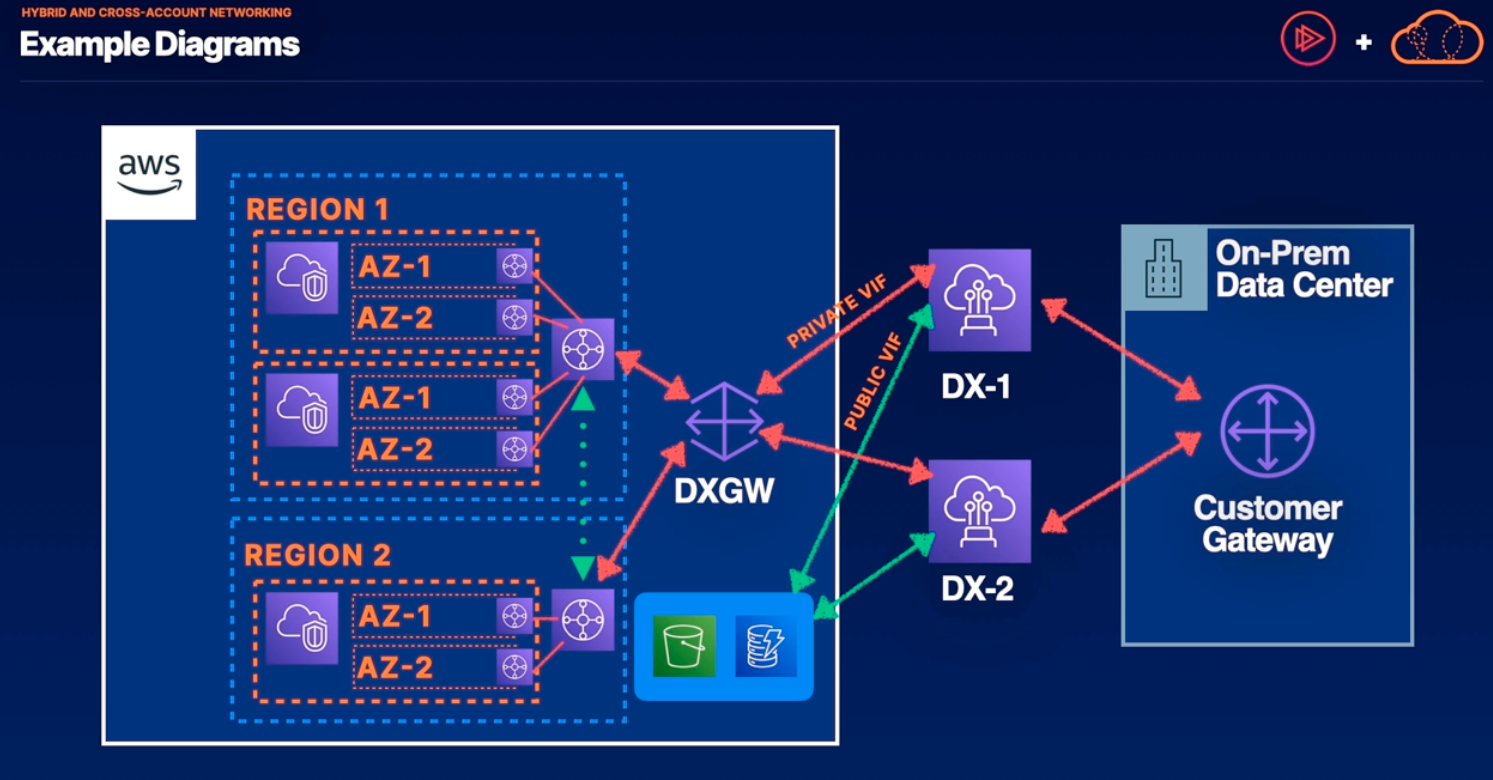 HYBRID AND CROSS-ACCOUNT NETWORKING
Example Diagrams
+
aws
REGION 1
AZ-1
AZ-2
AZ-1
AZ-2
REGION 2
AZ-1
AZ-2
DXGW
PRIVATE VIF
PUBLIC VIF
DX-1
DX-2
On-Prem
Data Center
Customer
Gateway